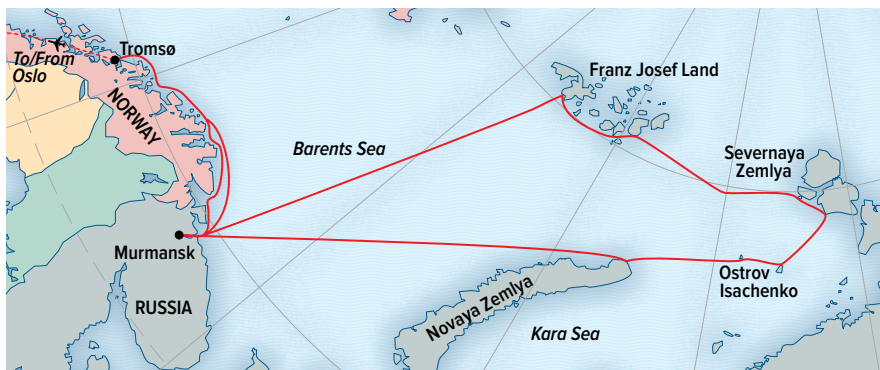 Tromsø
To/From
Oslo
NORWAY
Franz Josef Land
Barents Sea
Severnaya
Zemlya
Murmansk
RUSSIA
Novaya Zemlya
Ostrov
Isachenko
Kara Sea